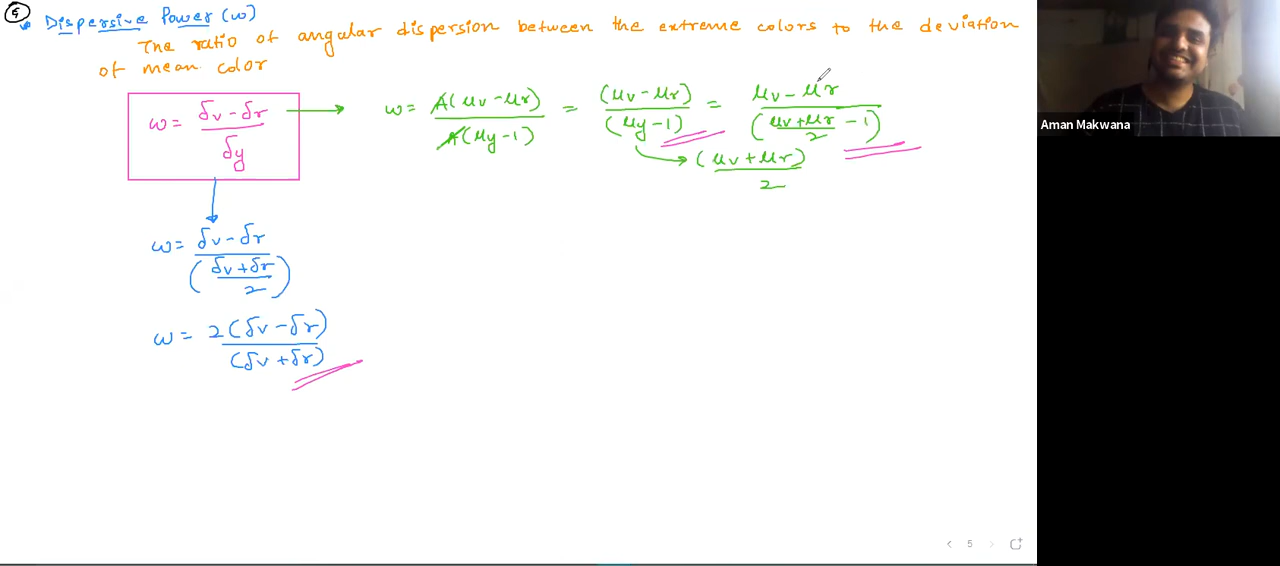 5
Dispersive Power (ω)
The ratio of angular dispersion between the extreme colors to the deviation
of mean color
ω = δv - δr / δy
ω = A(μv - μr) / A(μy - 1) = (μv - μr) / (μy - 1) = μv - μr / (μv + μr / 2 - 1)
(μv + μr) / 2
ω = δv - δr / (δv + δr / 2)
ω = 2(δv - δr) / (δv + δr)
Aman Makwana
5